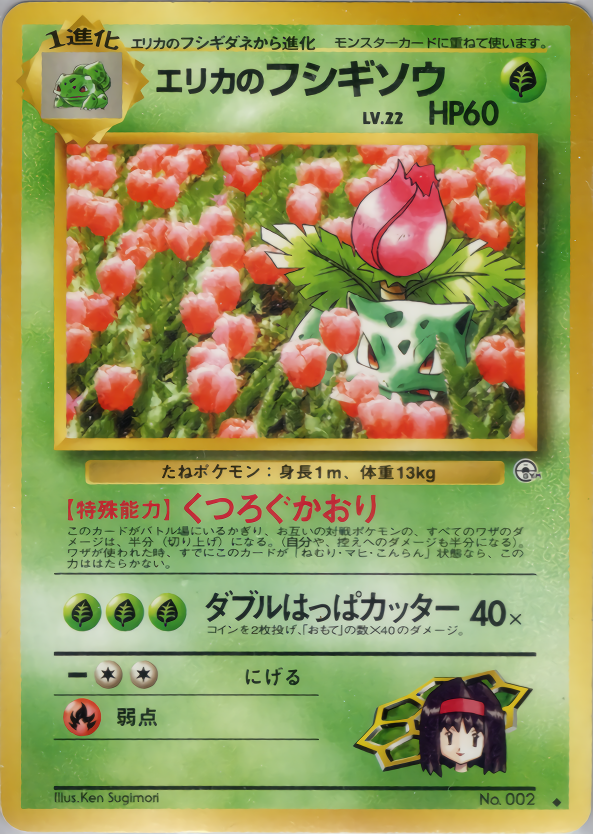 1進化 エリカのフシギダネから進化 モンスターカードに重ねて使います。
エリカのフシギソウ
LV.22 HP60
たねポケモン：身長1m、体重13kg
GYM
【特殊能力】くつろぐかおり
このカードがバトル場にいるかぎり、お互いの対戦ポケモンの、すべてのワザのダ
メージは、半分（切り上げ）になる。（自分や、控えへのダメージも半分になる）。
ワザが使われた時、すでにこのカードが「ねむり・マヒ・こんらん」状態なら、この
力ははたらかない。
ダブルはっぱカッター 40×
コインを2枚投げ、「おもて」の数×40のダメージ。
にげる
弱点
Illus.Ken Sugimori No. 002